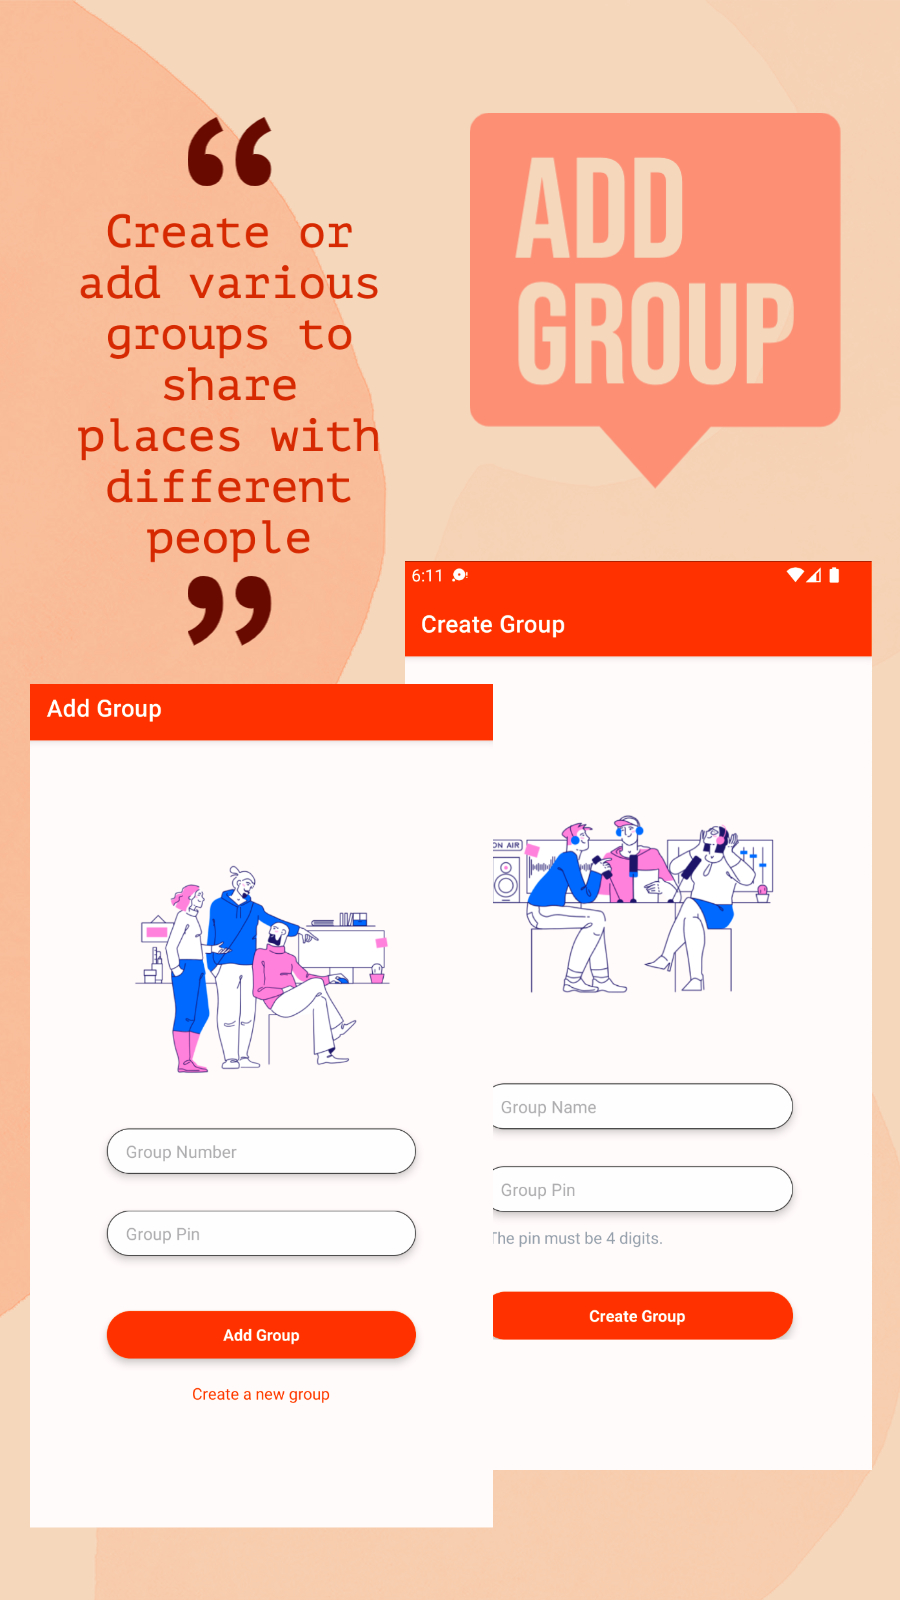 “
Create or
add various
groups to
share
places with
different
people
”
ADD
GROUP
6:11
Create Group
ON AIR
Group Name
Group Pin
The pin must be 4 digits.
Create Group
Add Group
Group Number
Group Pin
Add Group
Create a new group